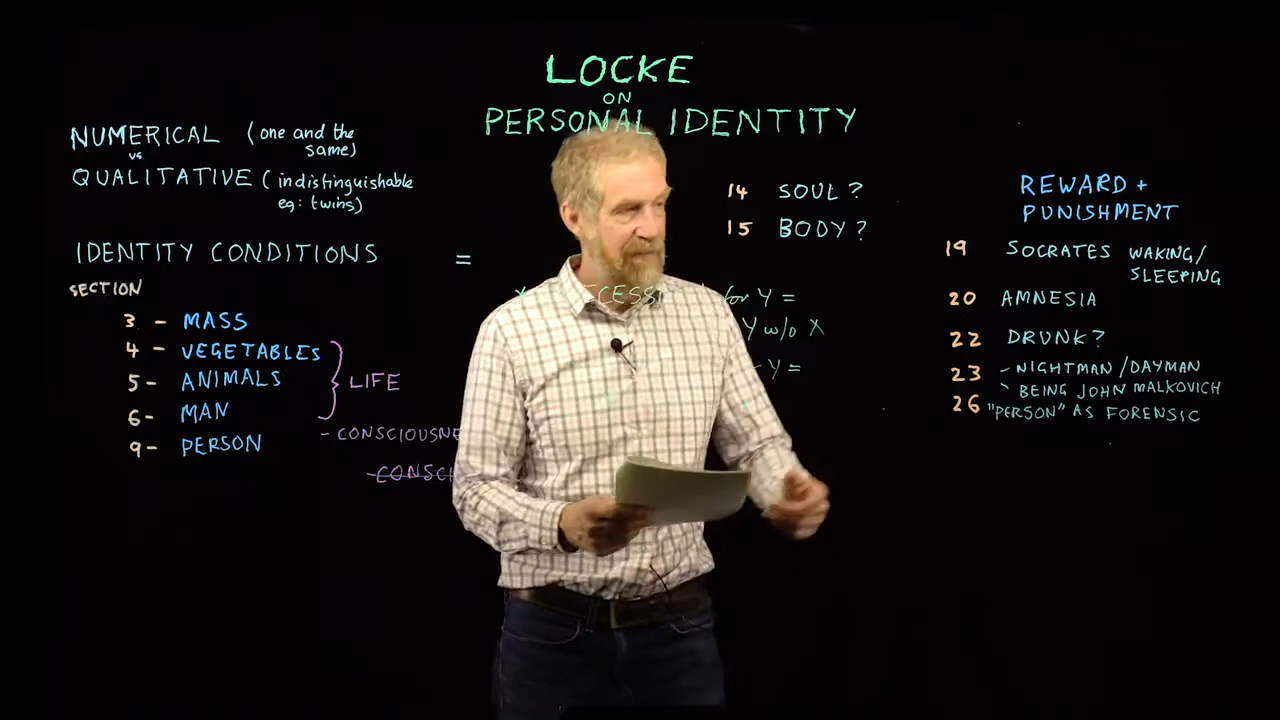 LOCKE
ON
PERSONAL IDENTITY
NUMERICAL (one and the
same)
vs
QUALITATIVE (indistinguishable
eg: twins)
IDENTITY CONDITIONS =
SECTION
3 - MASS
4 - VEGETABLES
5 - ANIMALS
6 - MAN
9 - PERSON
LIFE
- CONSCIOUSNE
- CONSCI
14 SOUL?
15 BODY?
for Y =
Y w/o X
Y =
REWARD +
PUNISHMENT
19 SOCRATES WAKING/
SLEEPING
20 AMNESIA
22 DRUNK?
23 - NIGHTMAN/DAYMAN
- BEING JOHN MALKOVICH
26 "PERSON" AS FORENSIC